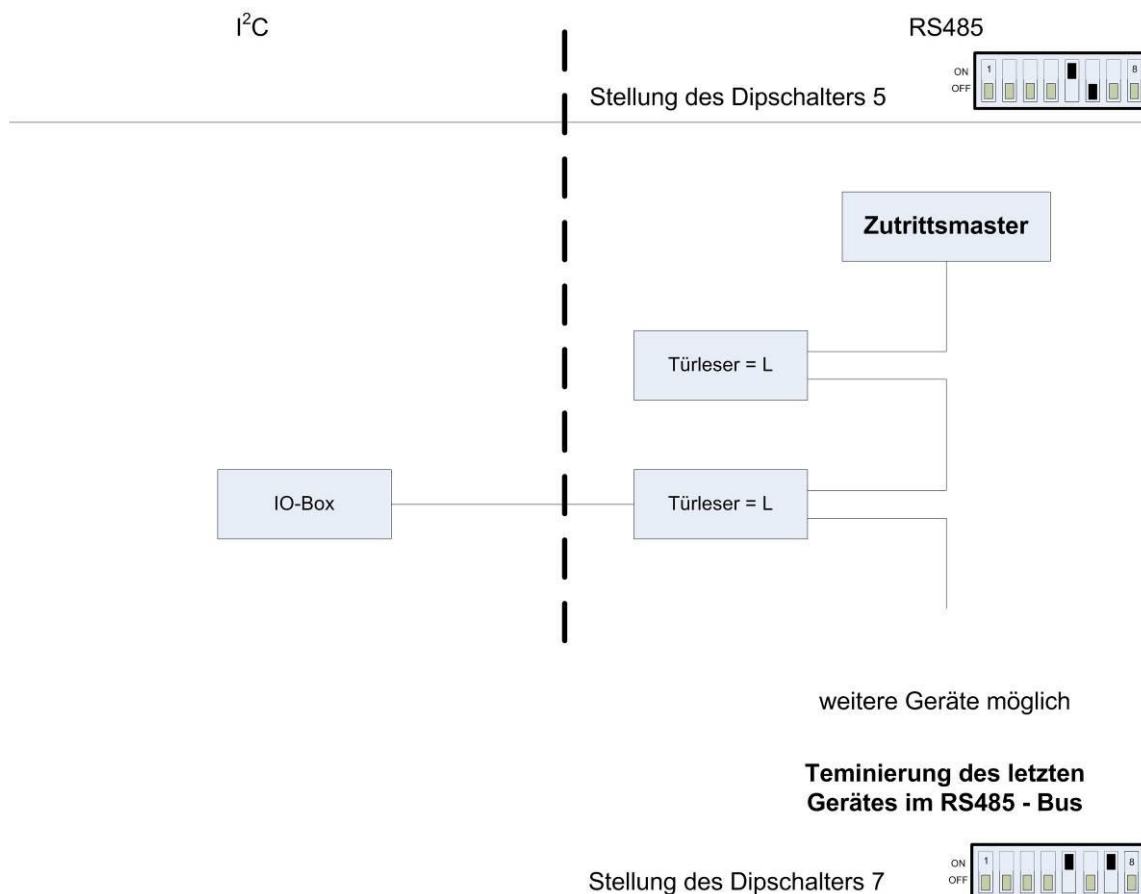 I²C
RS485
ON 1 8
OFF
Stellung des Dipschalters 5
Zutrittsmaster
Türleser = L
IO-Box
Türleser = L
weitere Geräte möglich
Teminierung des letzten
Gerätes im RS485 - Bus
ON 1 8
OFF
Stellung des Dipschalters 7